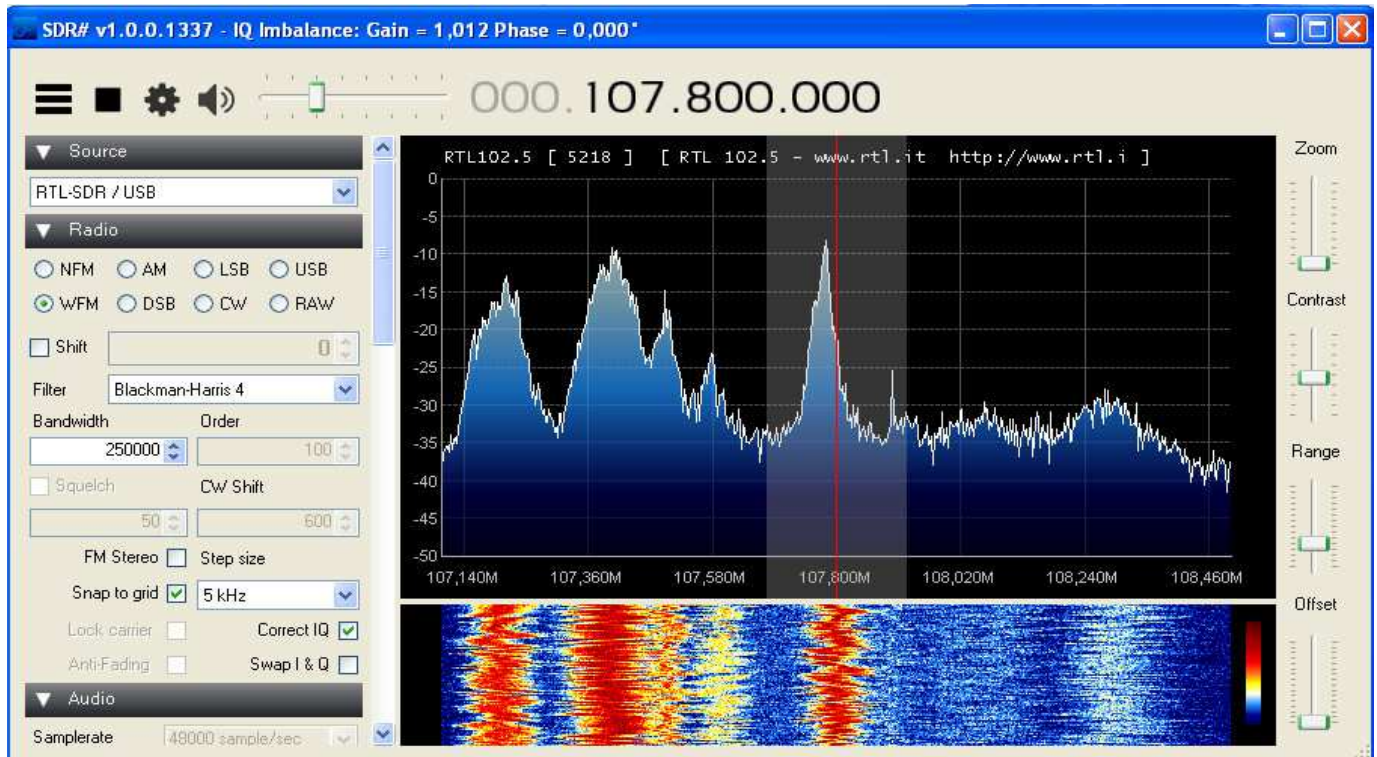 SDR# v1.0.0.1337 - IQ Imbalance: Gain = 1,012 Phase = 0,000°
000.107.800.000
Source
RTL-SDR / USB
Radio
NFM AM LSB USB
WFM DSB CW RAW
Shift 0
Filter Blackman-Harris 4
Bandwidth Order
250000 100
Squelch CW Shift
50 600
FM Stereo Step size
Snap to grid 5 kHz
Lock carrier Correct IQ
Anti-Fading Swap I & Q
Audio
Samplerate 48000 sample/sec
RTL102.5 [ 5218 ] [ RTL 102.5 - www.rtl.it http://www.rtl.i ]
0
-5
-10
-15
-20
-25
-30
-35
-40
-45
-50
107,140M 107,360M 107,580M 107,800M 108,020M 108,240M 108,460M
Zoom
Contrast
Range
Offset